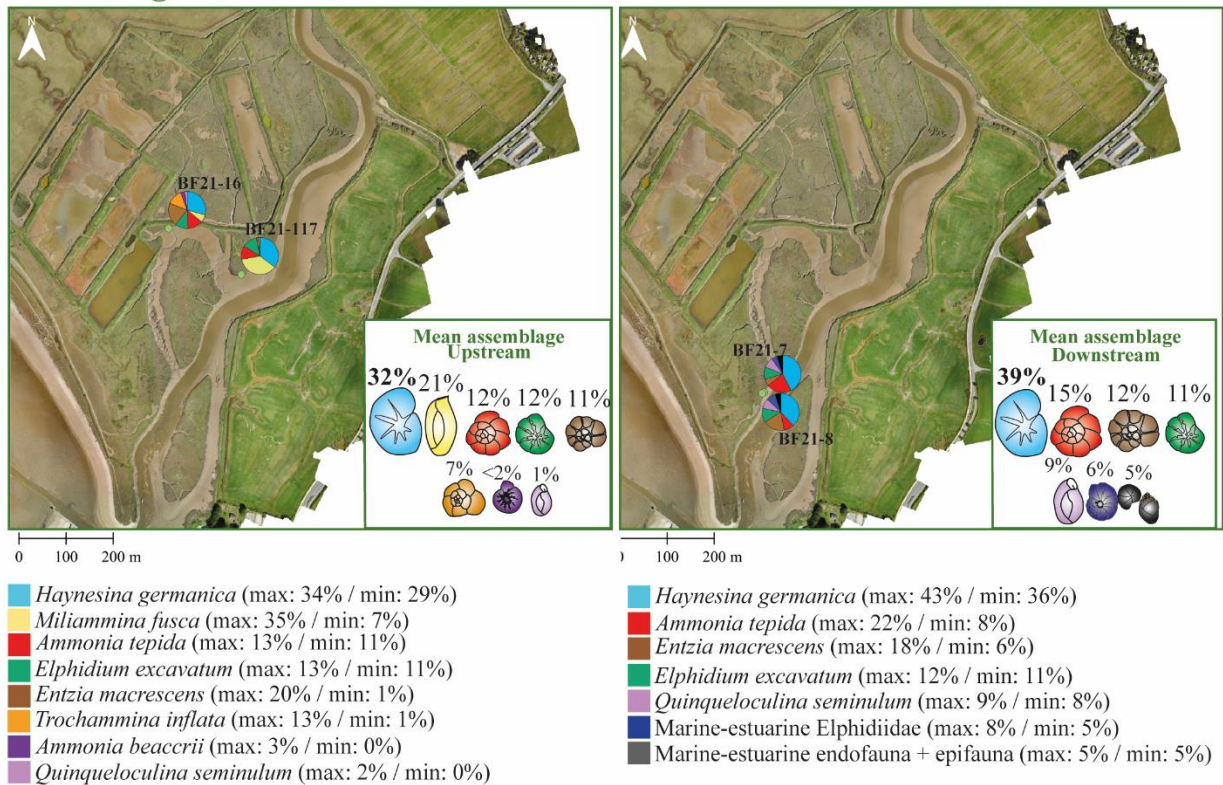 BF21-16
BF21-117
Mean assemblage
Upstream
32%
21%
12%
12%
11%
7%
<2%
1%
0 100 200 m
Haynesina germanica (max: 34% / min: 29%)
Miliammina fusca (max: 35% / min: 7%)
Ammonia tepida (max: 13% / min: 11%)
Elphidium excavatum (max: 13% / min: 11%)
Entzia macrescens (max: 20% / min: 1%)
Trochammina inflata (max: 13% / min: 1%)
Ammonia beaccrii (max: 3% / min: 0%)
Quinqueloculina seminulum (max: 2% / min: 0%)
BF21-7
BF21-8
Mean assemblage
Downstream
39%
15%
12%
11%
9%
6%
5%
0 100 200 m
Haynesina germanica (max: 43% / min: 36%)
Ammonia tepida (max: 22% / min: 8%)
Entzia macrescens (max: 18% / min: 6%)
Elphidium excavatum (max: 12% / min: 11%)
Quinqueloculina seminulum (max: 9% / min: 8%)
Marine-estuarine Elphidiidae (max: 8% / min: 5%)
Marine-estuarine endofauna + epifauna (max: 5% / min: 5%)